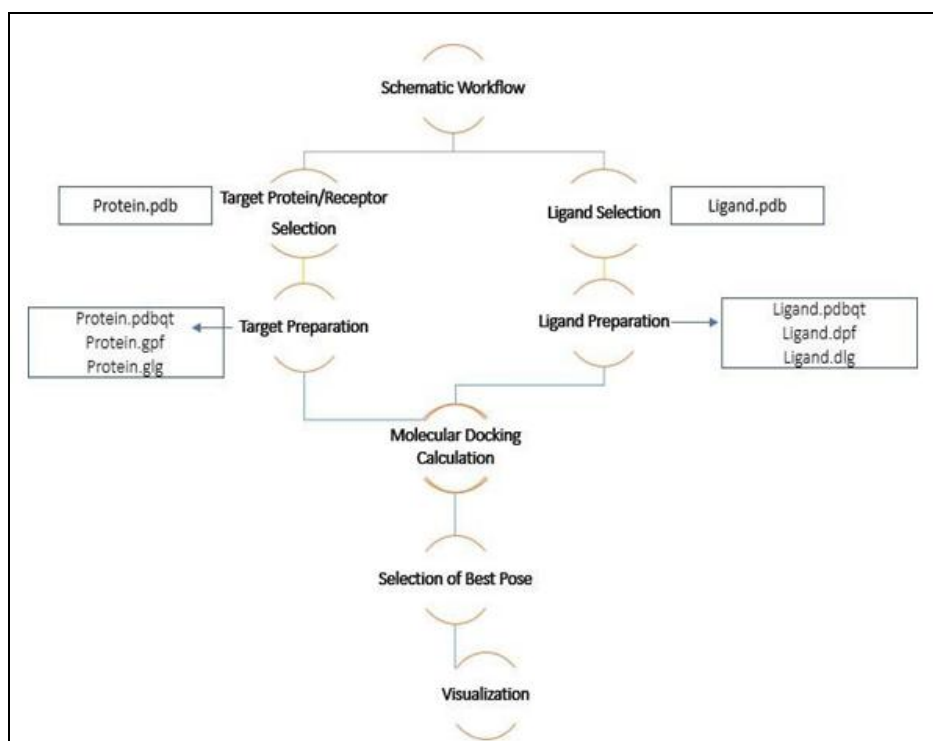 Schematic Workflow
Protein.pdb
Target Protein/Receptor
Selection
Ligand Selection
Ligand.pdb
Protein.pdbqt
Protein.gpf
Protein.glg
Target Preparation
Ligand Preparation
Ligand.pdbqt
Ligand.dpf
Ligand.dlg
Molecular Docking
Calculation
Selection of Best Pose
Visualization